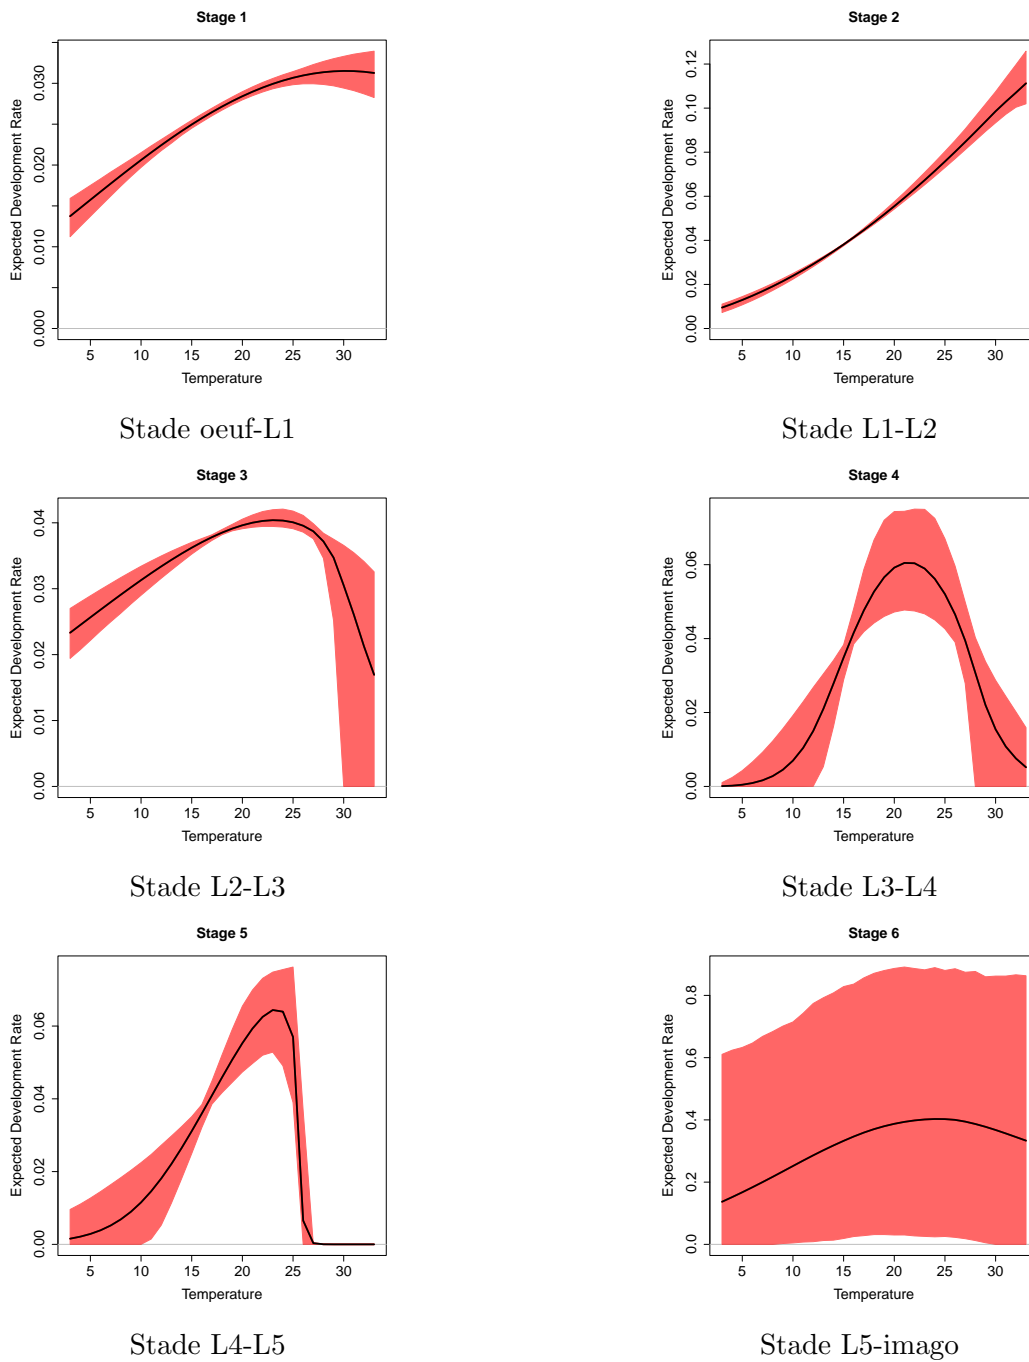 Stage 1
Expected Development Rate
0.000
0.010
0.020
0.030
5 10 15 20 25 30
Temperature
Stade oeuf-L1
Stage 2
Expected Development Rate
0.00
0.02
0.04
0.06
0.08
0.10
0.12
5 10 15 20 25 30
Temperature
Stade L1-L2
Stage 3
Expected Development Rate
0.00
0.01
0.02
0.03
0.04
5 10 15 20 25 30
Temperature
Stade L2-L3
Stage 4
Expected Development Rate
0.00
0.02
0.04
0.06
5 10 15 20 25 30
Temperature
Stade L3-L4
Stage 5
Expected Development Rate
0.00
0.02
0.04
0.06
5 10 15 20 25 30
Temperature
Stade L4-L5
Stage 6
Expected Development Rate
0.0
0.2
0.4
0.6
0.8
5 10 15 20 25 30
Temperature
Stade L5-imago